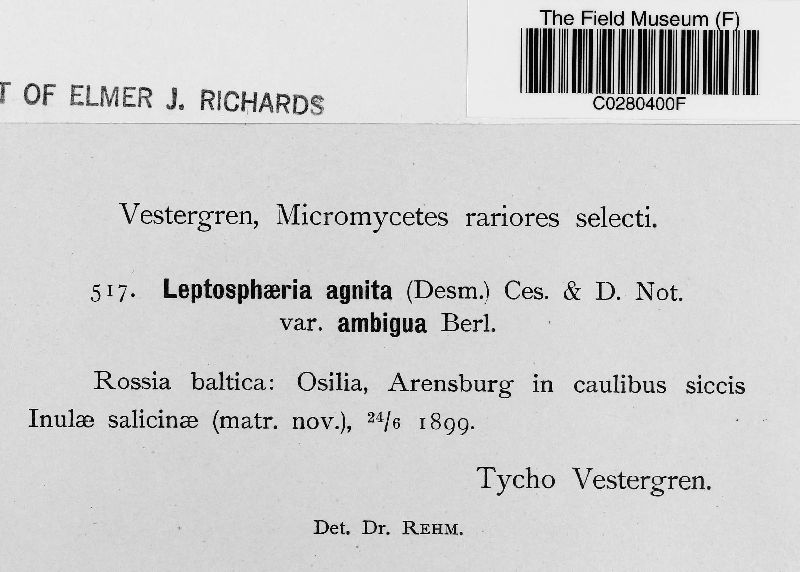 The Field Museum (F)
C0280400F
OF ELMER J. RICHARDS
Vestergren, Micromycetes rariores selecti.
517. Leptosphæria agnita (Desm.) Ces. & D. Not.
var. ambigua Berl.
Rossia baltica: Osilia, Arensburg in caulibus siccis
Inulæ salicinæ (matr. nov.), 24/6 1899.
Tycho Vestergren.
Det. Dr. REHM.